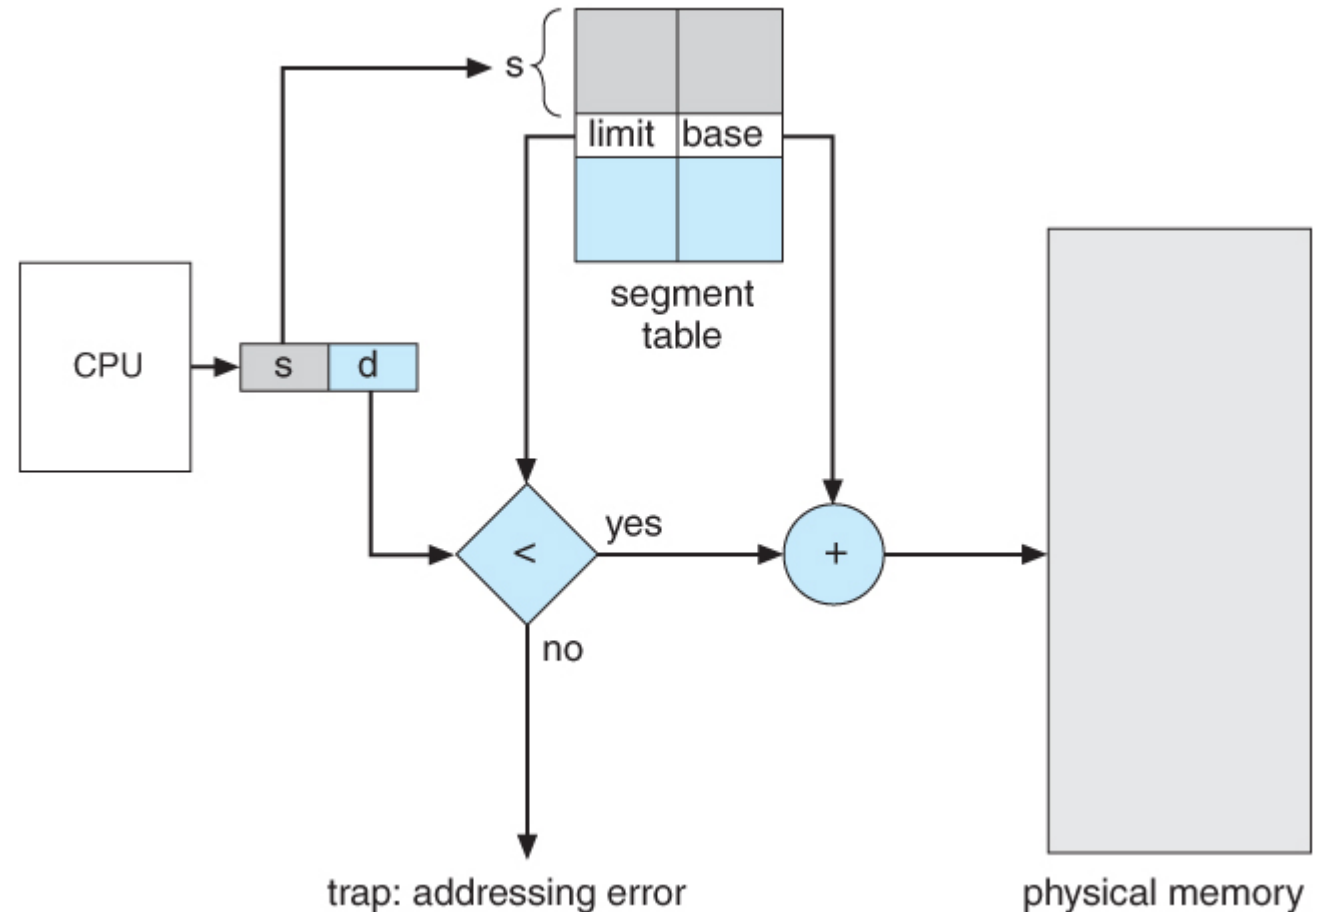 s
limit base
segment
table
CPU
s d
yes
<
+
no
trap: addressing error
physical memory